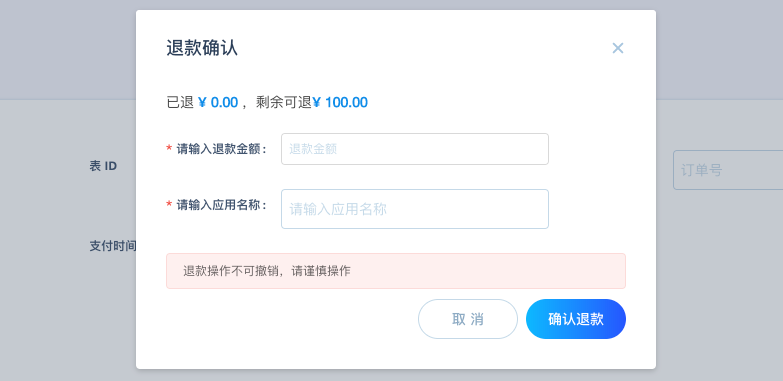 退款确认
已退 ¥ 0.00 ，剩余可退¥ 100.00
* 请输入退款金额：
退款金额
表 ID
订单号
* 请输入应用名称：
请输入应用名称
支付时间
退款操作不可撤销，请谨慎操作
取 消
确认退款